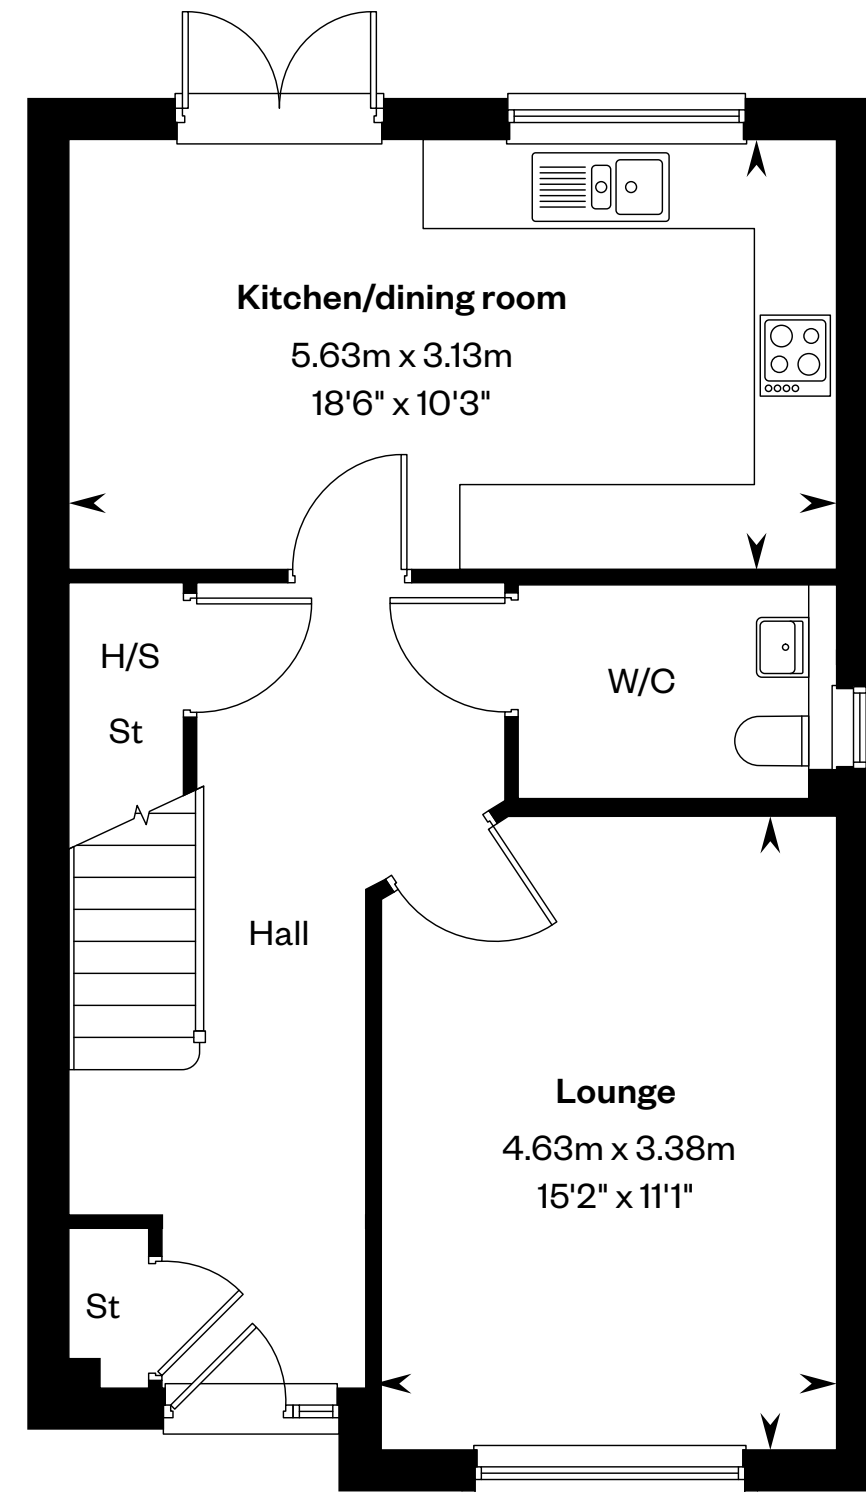 Kitchen/dining room
5.63m x 3.13m
18'6" x 10'3"
H/S
St
W/C
Hall
Lounge
4.63m x 3.38m
15'2" x 11'1"
St